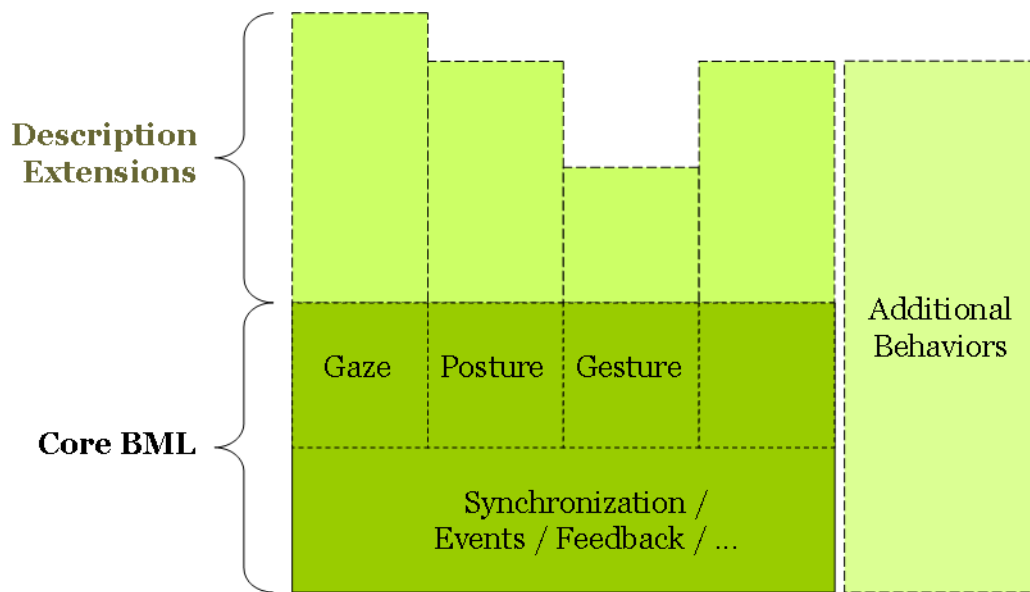 Description
Extensions
Core BML
Gaze
Posture
Gesture
Synchronization /
Events / Feedback / ...
Additional
Behaviors